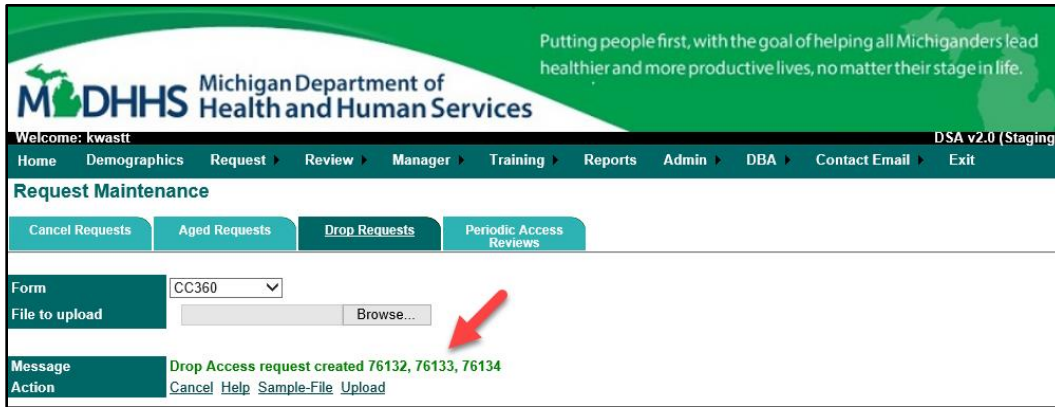 Putting people first, with the goal of helping all Michiganders lead
healthier and more productive lives, no matter their stage in life.
MDHHS Michigan Department of
Health and Human Services
Welcome: kwastt DSA v2.0 (Staging
Home Demographics Request Review Manager Training Reports Admin DBA Contact Email Exit
Request Maintenance
Cancel Requests Aged Requests Drop Requests Periodic Access
Reviews
Form CC360
File to upload Browse...
Message Drop Access request created 76132, 76133, 76134
Action Cancel Help Sample-File Upload